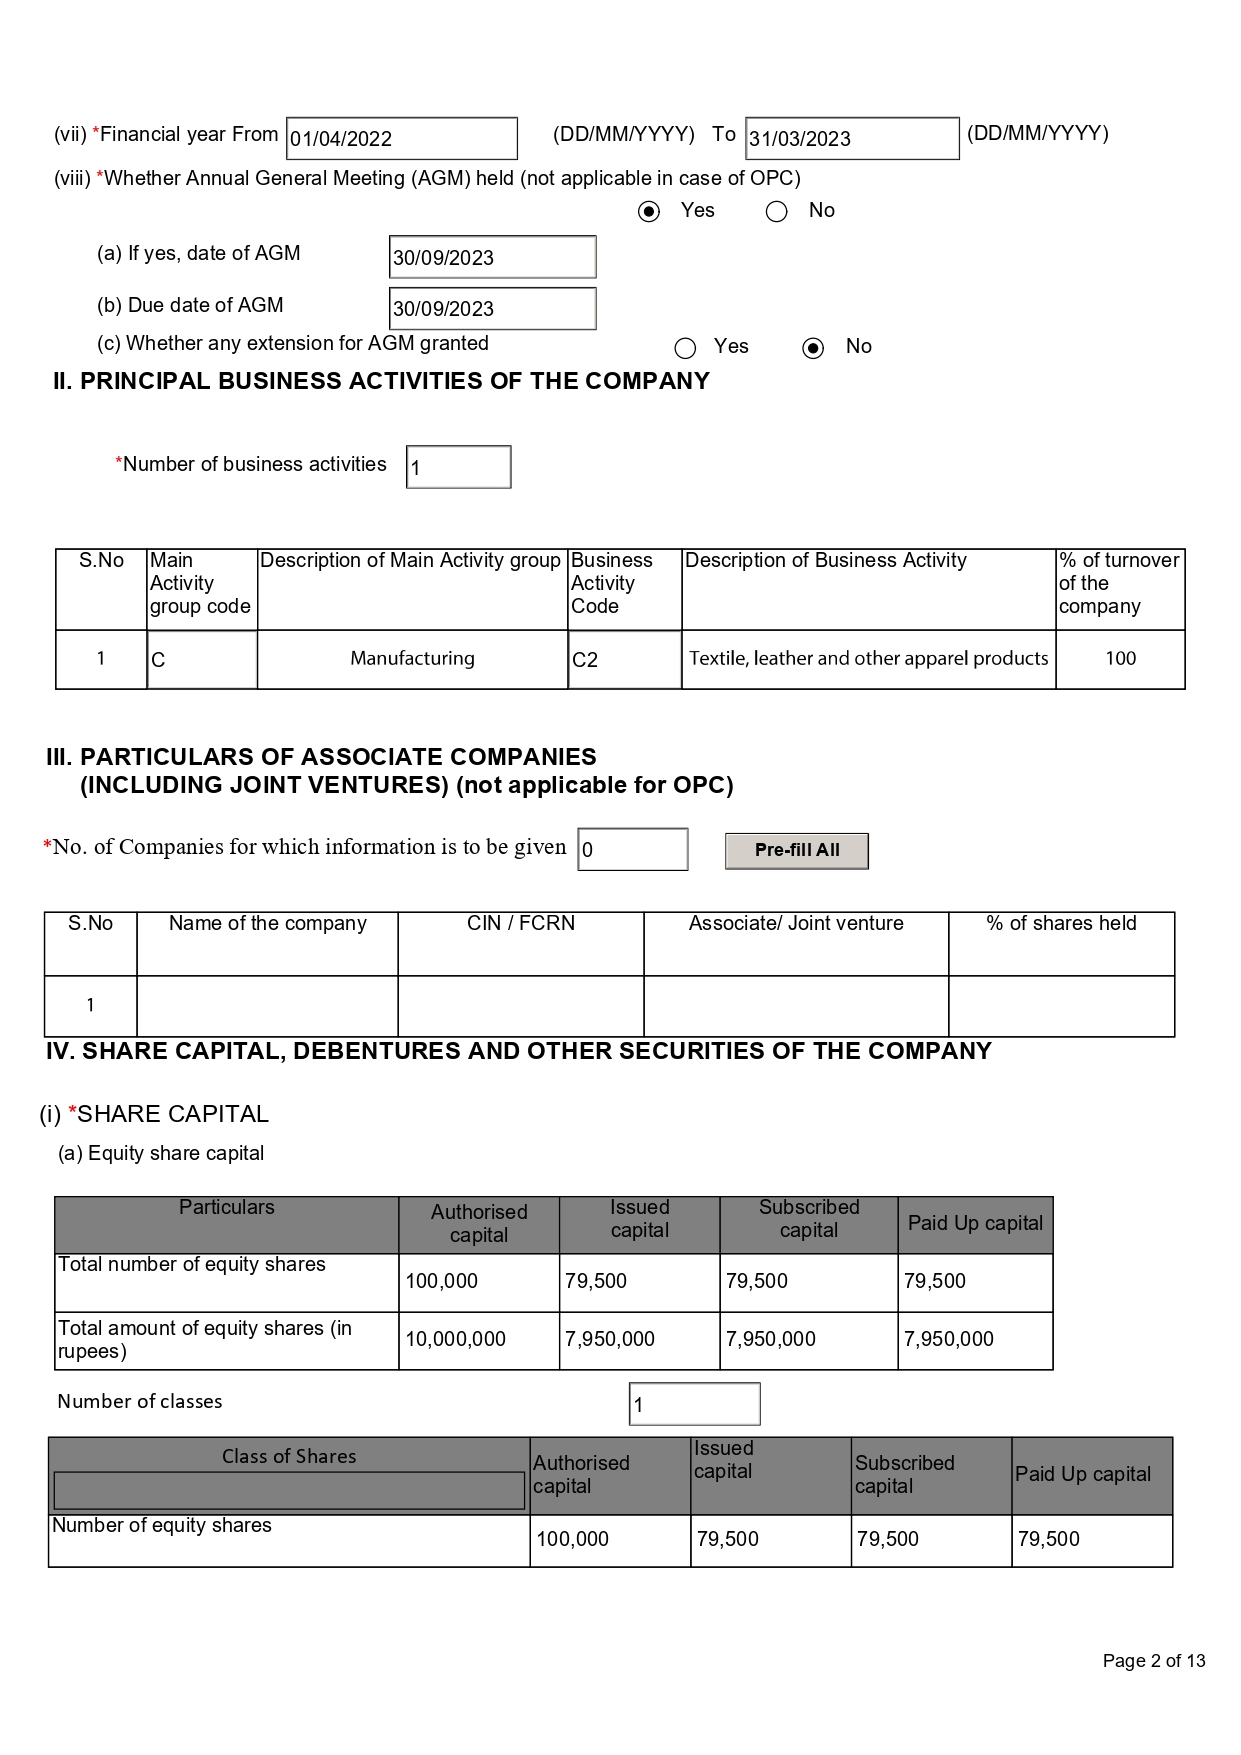 (vii) *Financial year From 01/04/2022 (DD/MM/YYYY) To 31/03/2023 (DD/MM/YYYY)
(viii) *Whether Annual General Meeting (AGM) held (not applicable in case of OPC)
Yes No
(a) If yes, date of AGM 30/09/2023
(b) Due date of AGM 30/09/2023
(c) Whether any extension for AGM granted Yes No
II. PRINCIPAL BUSINESS ACTIVITIES OF THE COMPANY
*Number of business activities 1
S.No Main Activity group code Description of Main Activity group Business Activity Code Description of Business Activity % of turnover of the company
1 C Manufacturing C2 Textile, leather and other apparel products 100
III. PARTICULARS OF ASSOCIATE COMPANIES
(INCLUDING JOINT VENTURES) (not applicable for OPC)
*No. of Companies for which information is to be given 0 Pre-fill All
S.No Name of the company CIN / FCRN Associate/ Joint venture % of shares held
1
IV. SHARE CAPITAL, DEBENTURES AND OTHER SECURITIES OF THE COMPANY
(i) *SHARE CAPITAL
(a) Equity share capital
Particulars Authorised capital Issued capital Subscribed capital Paid Up capital
Total number of equity shares 100,000 79,500 79,500 79,500
Total amount of equity shares (in rupees) 10,000,000 7,950,000 7,950,000 7,950,000
Number of classes 1
Class of Shares Authorised capital Issued capital Subscribed capital Paid Up capital
Number of equity shares 100,000 79,500 79,500 79,500
Page 2 of 13